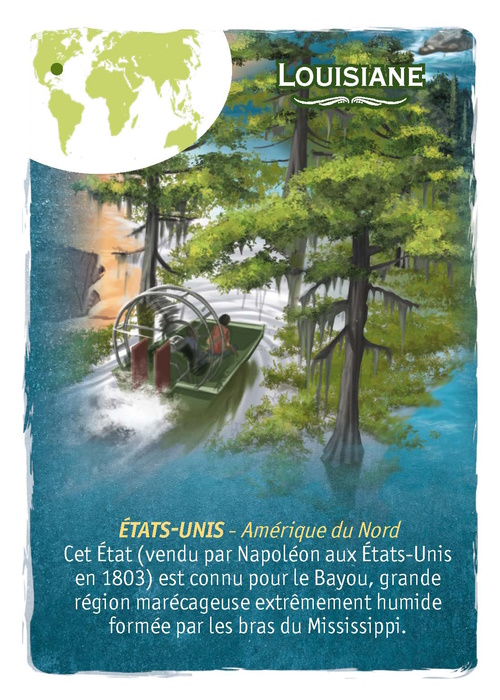 LOUISIANE
ÉTATS-UNIS - Amérique du Nord
Cet État (vendu par Napoléon aux États-Unis
en 1803) est connu pour le Bayou, grande
région marécageuse extrêmement humide
formée par les bras du Mississippi.